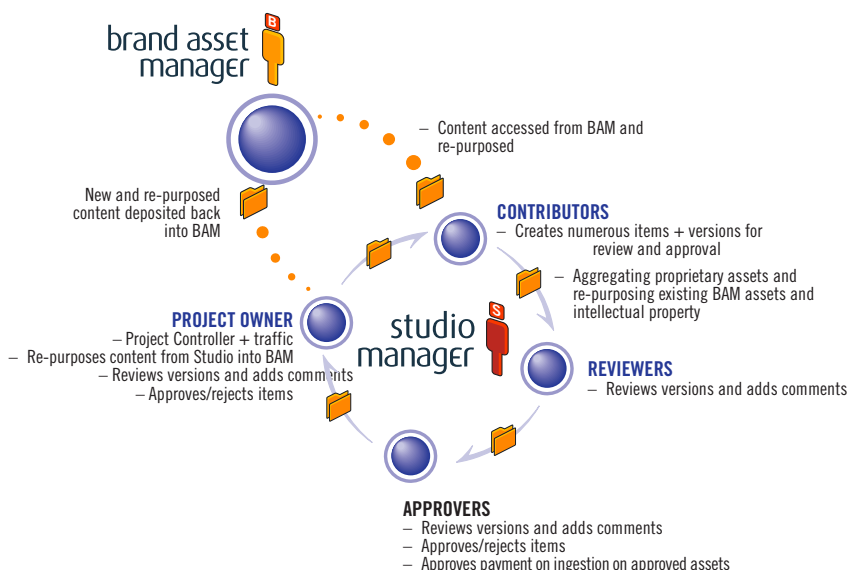 B
brand asset
manager
– Content accessed from BAM and
re-purposed
New and re-purposed
content deposited back
into BAM
CONTRIBUTORS
– Creates numerous items + versions for
review and approval
– Aggregating proprietary assets and
re-purposing existing BAM assets and
intellectual property
PROJECT OWNER
– Project Controller + traffic
– Re-purposes content from Studio into BAM
– Reviews versions and adds comments
– Approves/rejects items
S
studio
manager
REVIEWERS
– Reviews versions and adds comments
APPROVERS
– Reviews versions and adds comments
– Approves/rejects items
– Approves payment on ingestion on approved assets